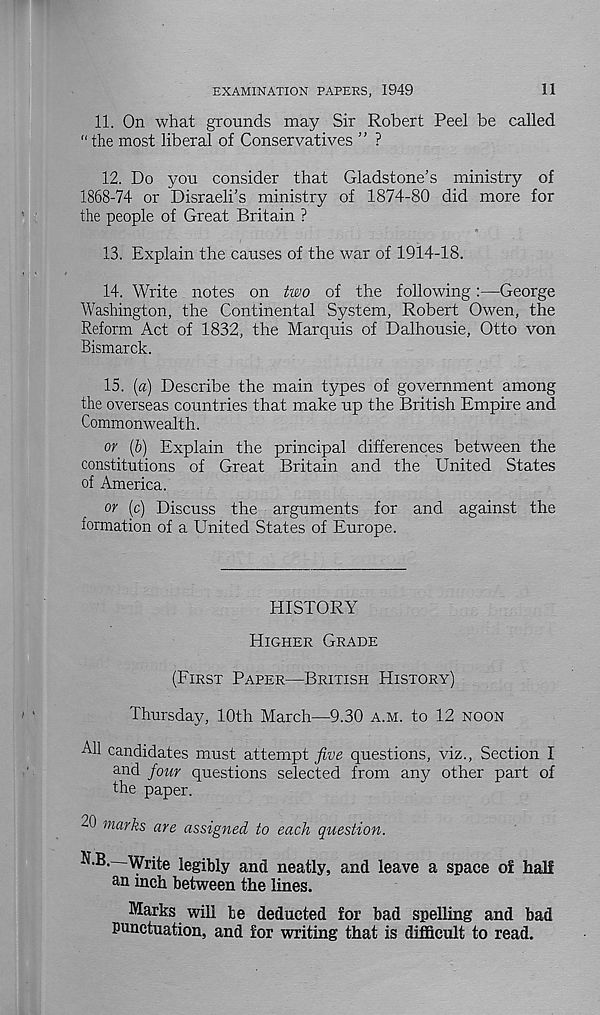 EXAMINATION PAPERS, 1949 11
11. On what grounds may Sir Robert Peel be called
“ the most liberal of Conservatives ” ?
12. Do you consider that Gladstone’s ministry of
1868-74 or Disraeli’s ministry of 1874-80 did more for
the people of Great Britain ?
13. Explain the causes of the war of 1914-18.
14. Write notes on two of the following :—George
Washington, the Continental System, Robert Owen, the
Reform Act of 1832, the Marquis of Dalhousie, Otto von
Bismarck.
15. (a) Describe the main types of government among
the overseas countries that make up the British Empire and
Commonwealth.
or (b) Explain the principal differences between the
constitutions of Great Britain and the United States
of America.
or (c) Discuss the arguments for and against the
formation of a United States of Europe.
HISTORY
HIGHER GRADE
(FIRST PAPER—BRITISH HISTORY)
Thursday, 10th March—9.30 A.M. to 12 NOON
All candidates must attempt five questions, viz., Section I
and four questions selected from any other part of
the paper.
20 marks are assigned to each question.
N.B.—Write legibly and neatly, and leave a space of half
an inch between the lines.
Marks will be deducted for bad spelling and bad
punctuation, and for writing that is difficult to read.